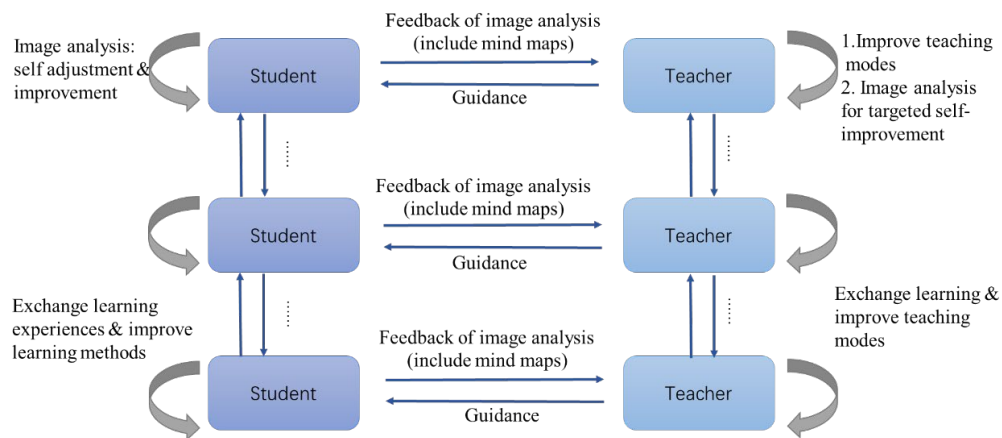 Image analysis:
self adjustment &
improvement
Student
Feedback of image analysis
(include mind maps)
Guidance
Teacher
1.Improve teaching
modes
2. Image analysis
for targeted self-
improvement
......
......
Student
Feedback of image analysis
(include mind maps)
Guidance
Teacher
Exchange learning
experiences & improve
learning methods
......
......
Exchange learning &
improve teaching
modes
Student
Feedback of image analysis
(include mind maps)
Guidance
Teacher